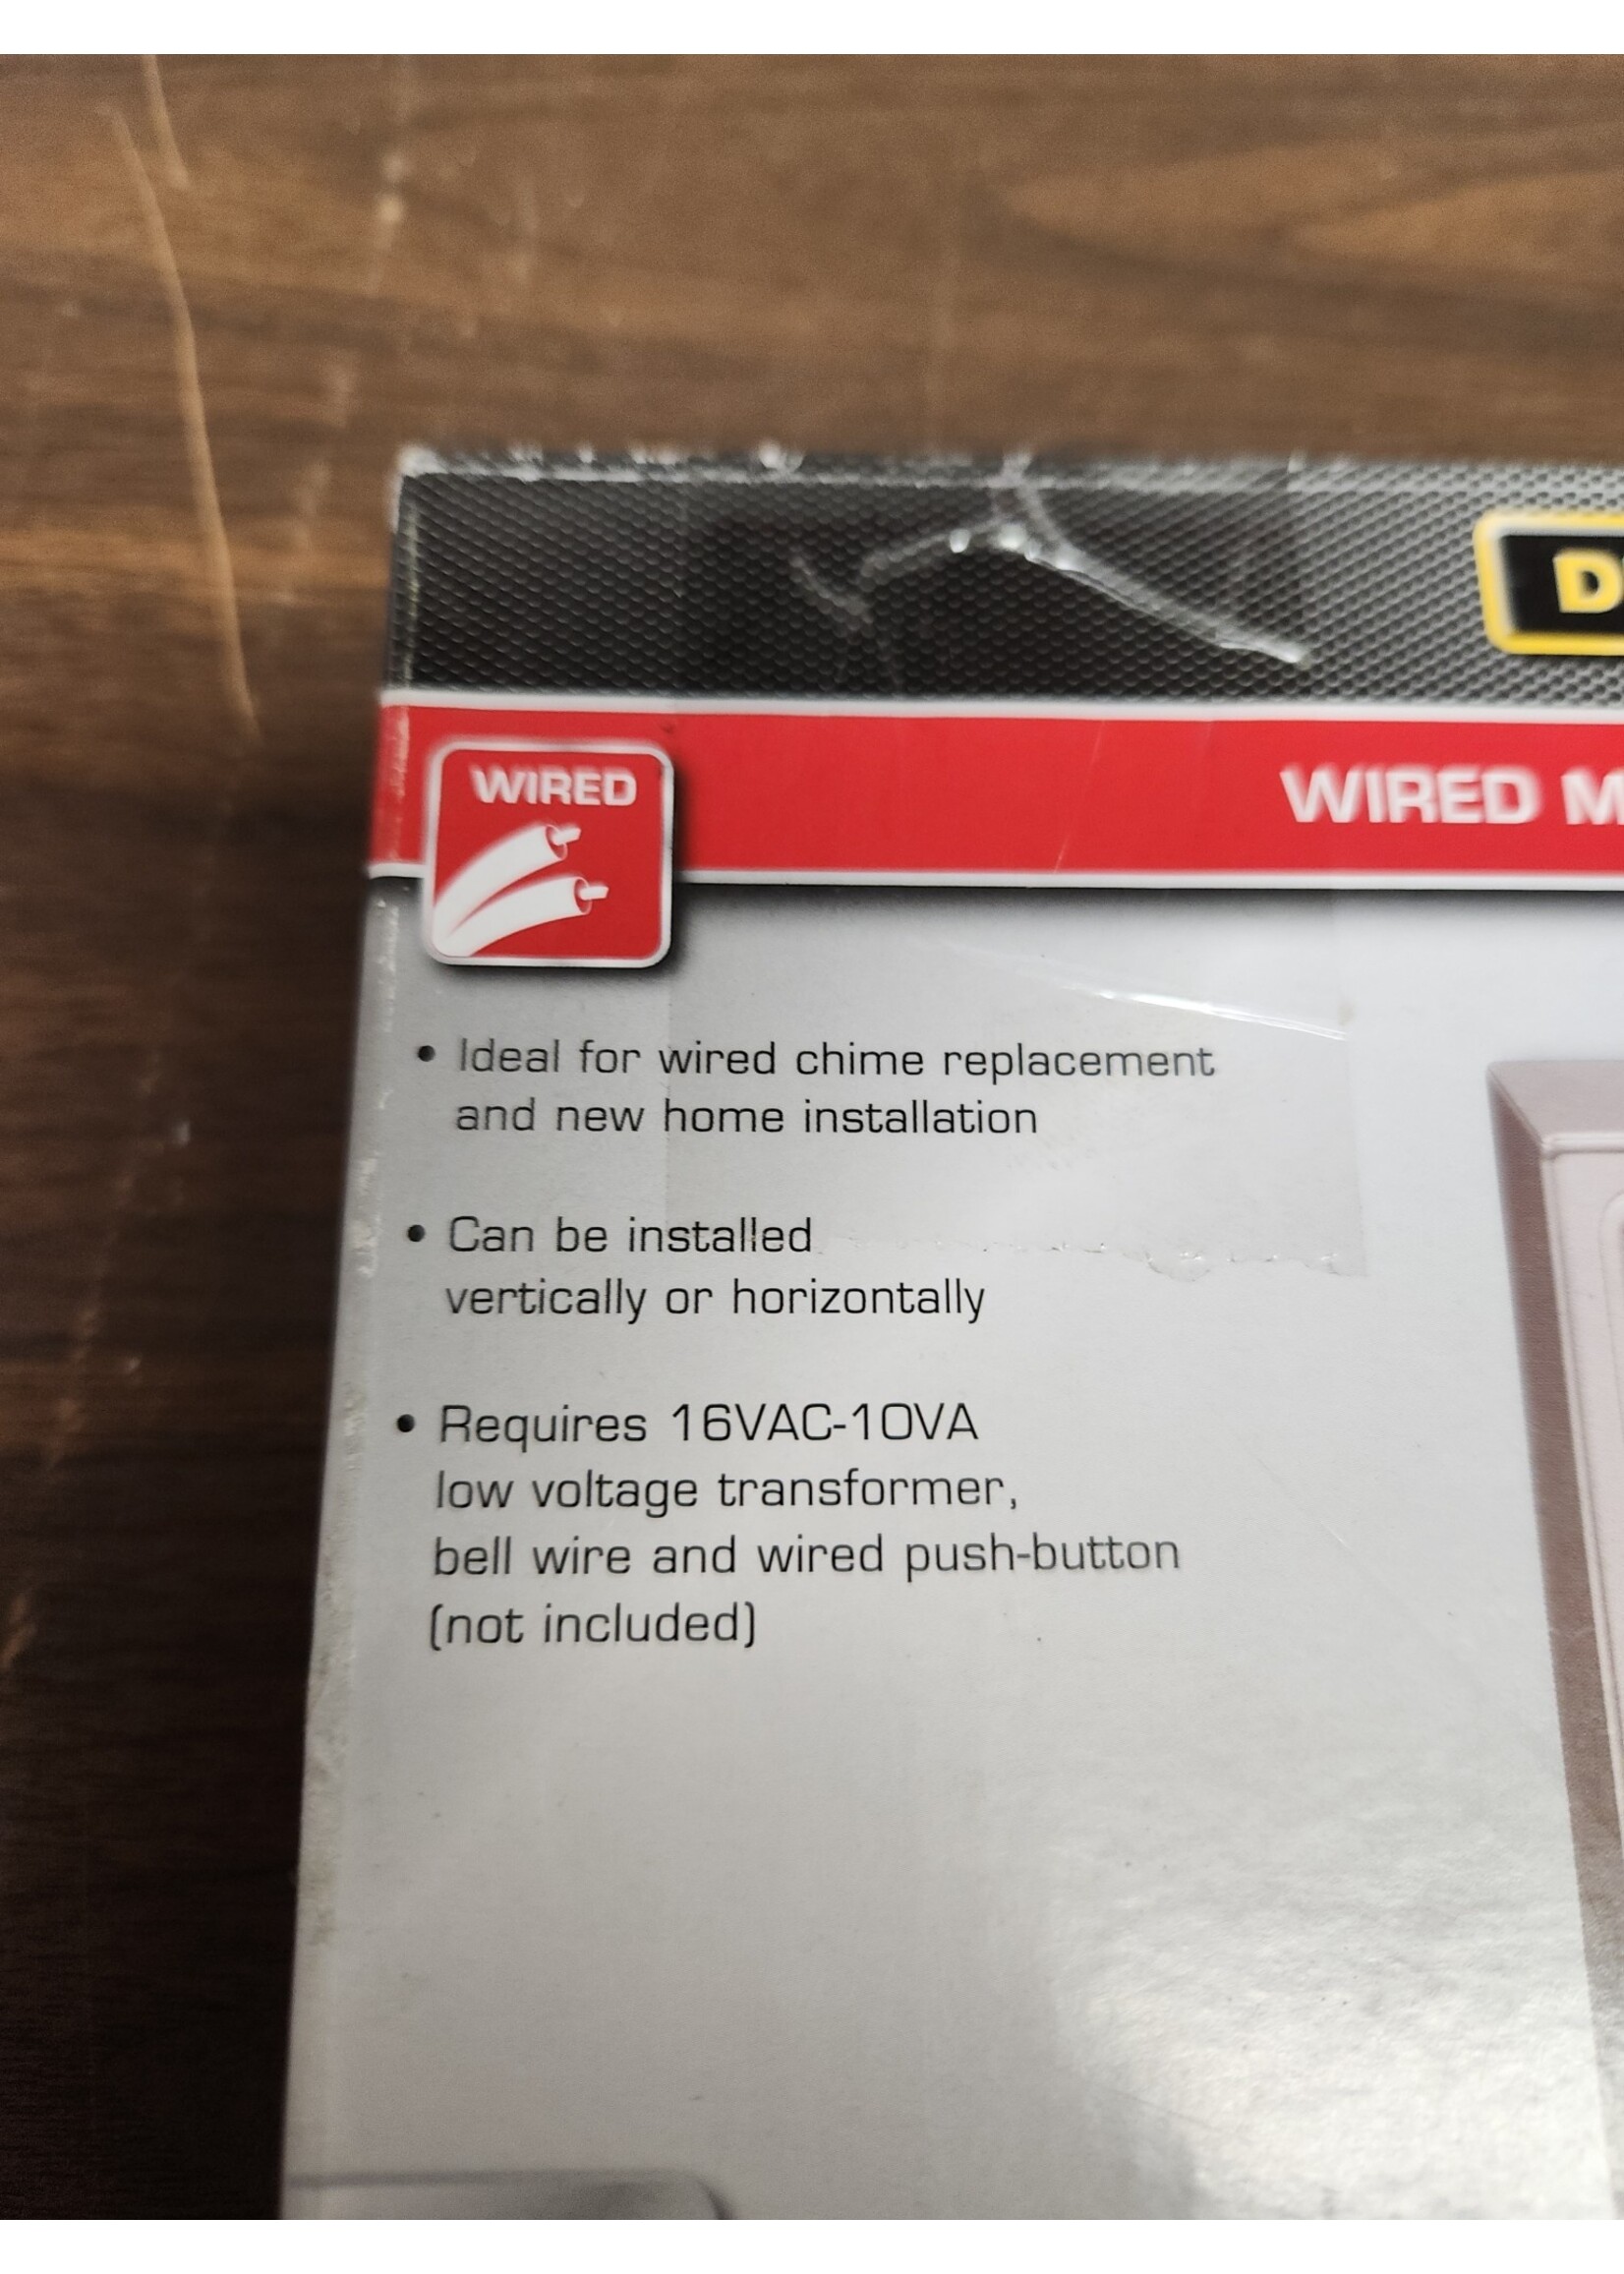 WIRED
WIRED
• Ideal for wired chime replacement
and new home installation
• Can be installed
vertically or horizontally
• Requires 16VAC-10VA
low voltage transformer,
bell wire and wired push-button
(not included)